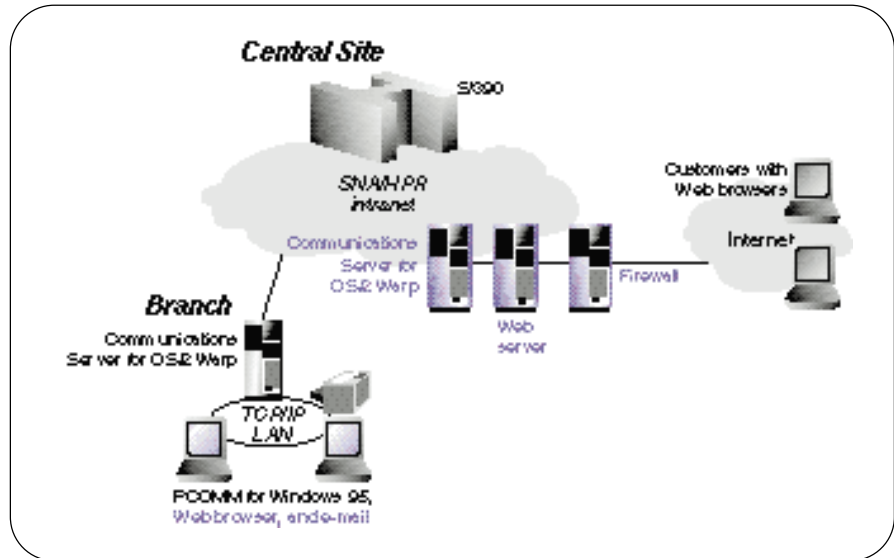 Central Site
S/390
SNA/HPR
intranet
Customers with
Web browsers
Internet
Communications
Server for
OS/2 Warp
Firewall
Web
server
Branch
Communications
Server for OS/2 Warp
TCP/IP
LAN
PCOMM for Windows 95,
Web browser, and e-mail